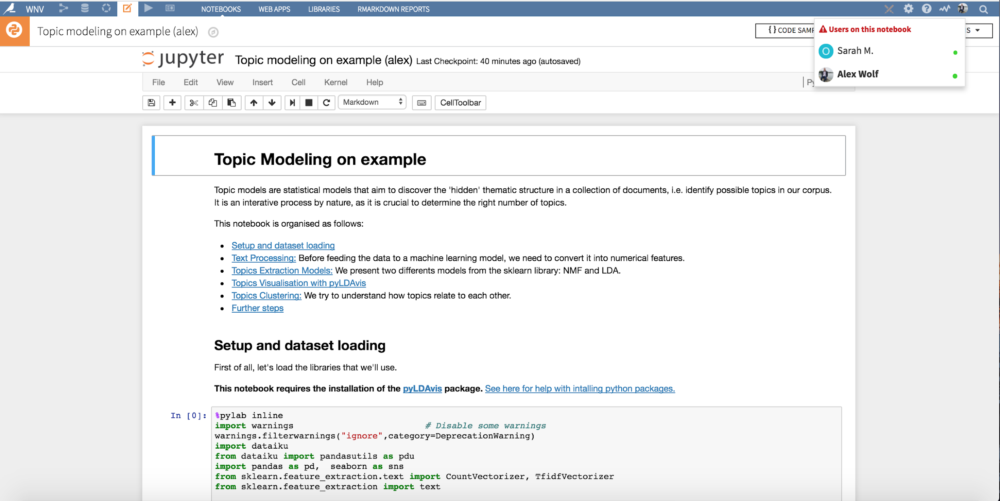 WNV NOTEBOOKS WEB APPS LIBRARIES RMARKDOWN REPORTS
Topic modeling on example (alex)
{ } CODE
Users on this notebook
Sarah M.
Alex Wolf
jupyter Topic modeling on example (alex) Last Checkpoint: 40 minutes ago (autosaved)
File Edit View Insert Cell Kernel Help
Markdown CellToolbar
Topic Modeling on example
Topic models are statistical models that aim to discover the 'hidden' thematic structure in a collection of documents, i.e. identify possible topics in our corpus.
It is an interative process by nature, as it is crucial to determine the right number of topics.
This notebook is organised as follows:
• Setup and dataset loading
• Text Processing: Before feeding the data to a machine learning model, we need to convert it into numerical features.
• Topics Extraction Models: We present two differents models from the sklearn library: NMF and LDA.
• Topics Visualisation with pyLDAvis
• Topics Clustering: We try to understand how topics relate to each other.
• Further steps
Setup and dataset loading
First of all, let's load the libraries that we'll use.
This notebook requires the installation of the pyLDAvis package. See here for help with intalling python packages.
In [0]: %pylab inline
import warnings # Disable some warnings
warnings.filterwarnings("ignore",category=DeprecationWarning)
import dataiku
from dataiku import pandasutils as pdu
import pandas as pd, seaborn as sns
from sklearn.feature_extraction.text import CountVectorizer, TfidfVectorizer
from sklearn.feature_extraction import text